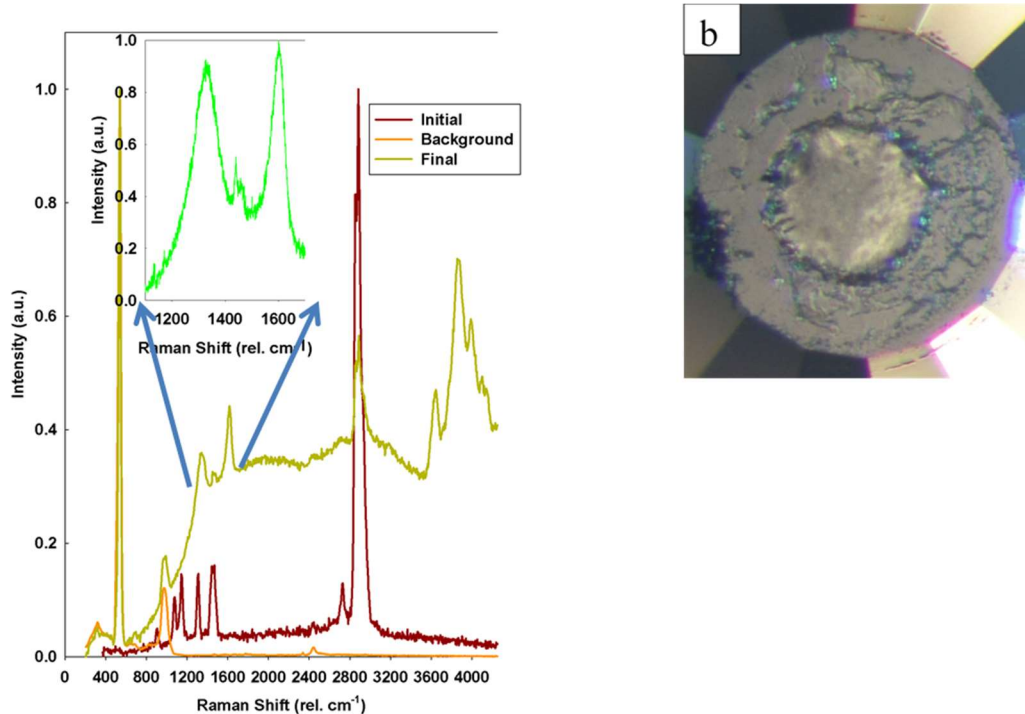 1.0
0.8
0.6
0.4
0.2
0.0
Intensity (a.u.)
1200 1400 1600
Raman Shift (rel. cm⁻¹)
Initial
Background
Final
1.0
0.8
0.6
0.4
0.2
0.0
Intensity (a.u.)
0 400 800 1200 1600 2000 2400 2800 3200 3600 4000
Raman Shift (rel. cm⁻¹)
b